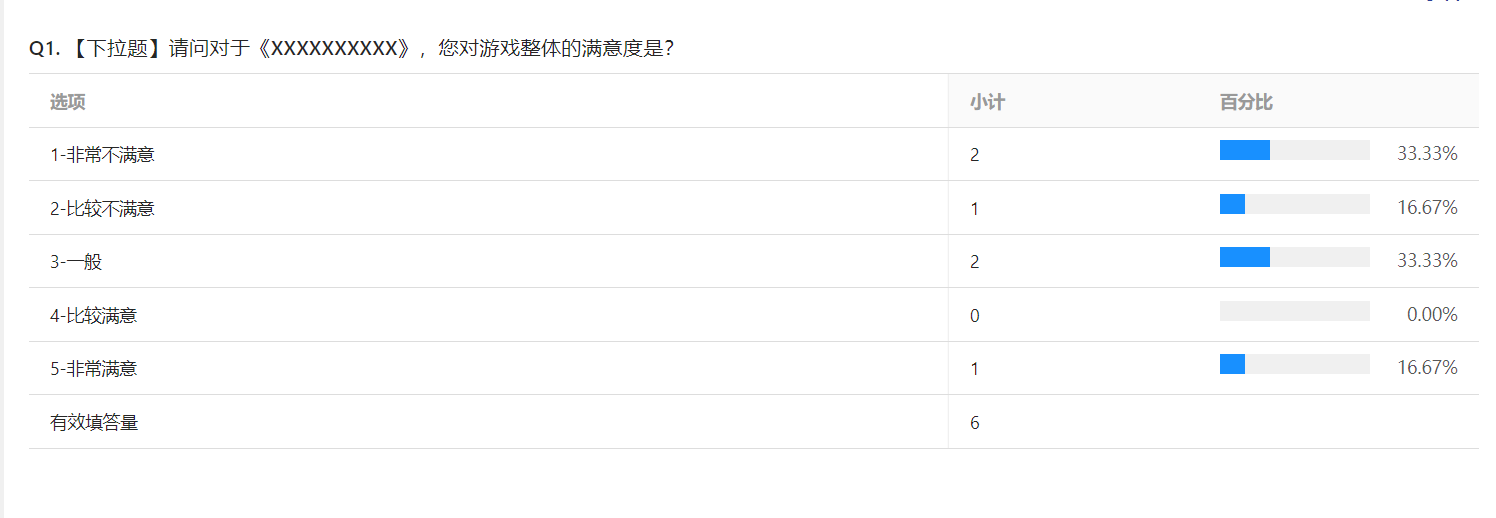 Q1. 【下拉题】请问对于《XXXXXXXXXX》，您对游戏整体的满意度是？
选项 小计 百分比
1-非常不满意 2 33.33%
2-比较不满意 1 16.67%
3-一般 2 33.33%
4-比较满意 0 0.00%
5-非常满意 1 16.67%
有效填答量 6